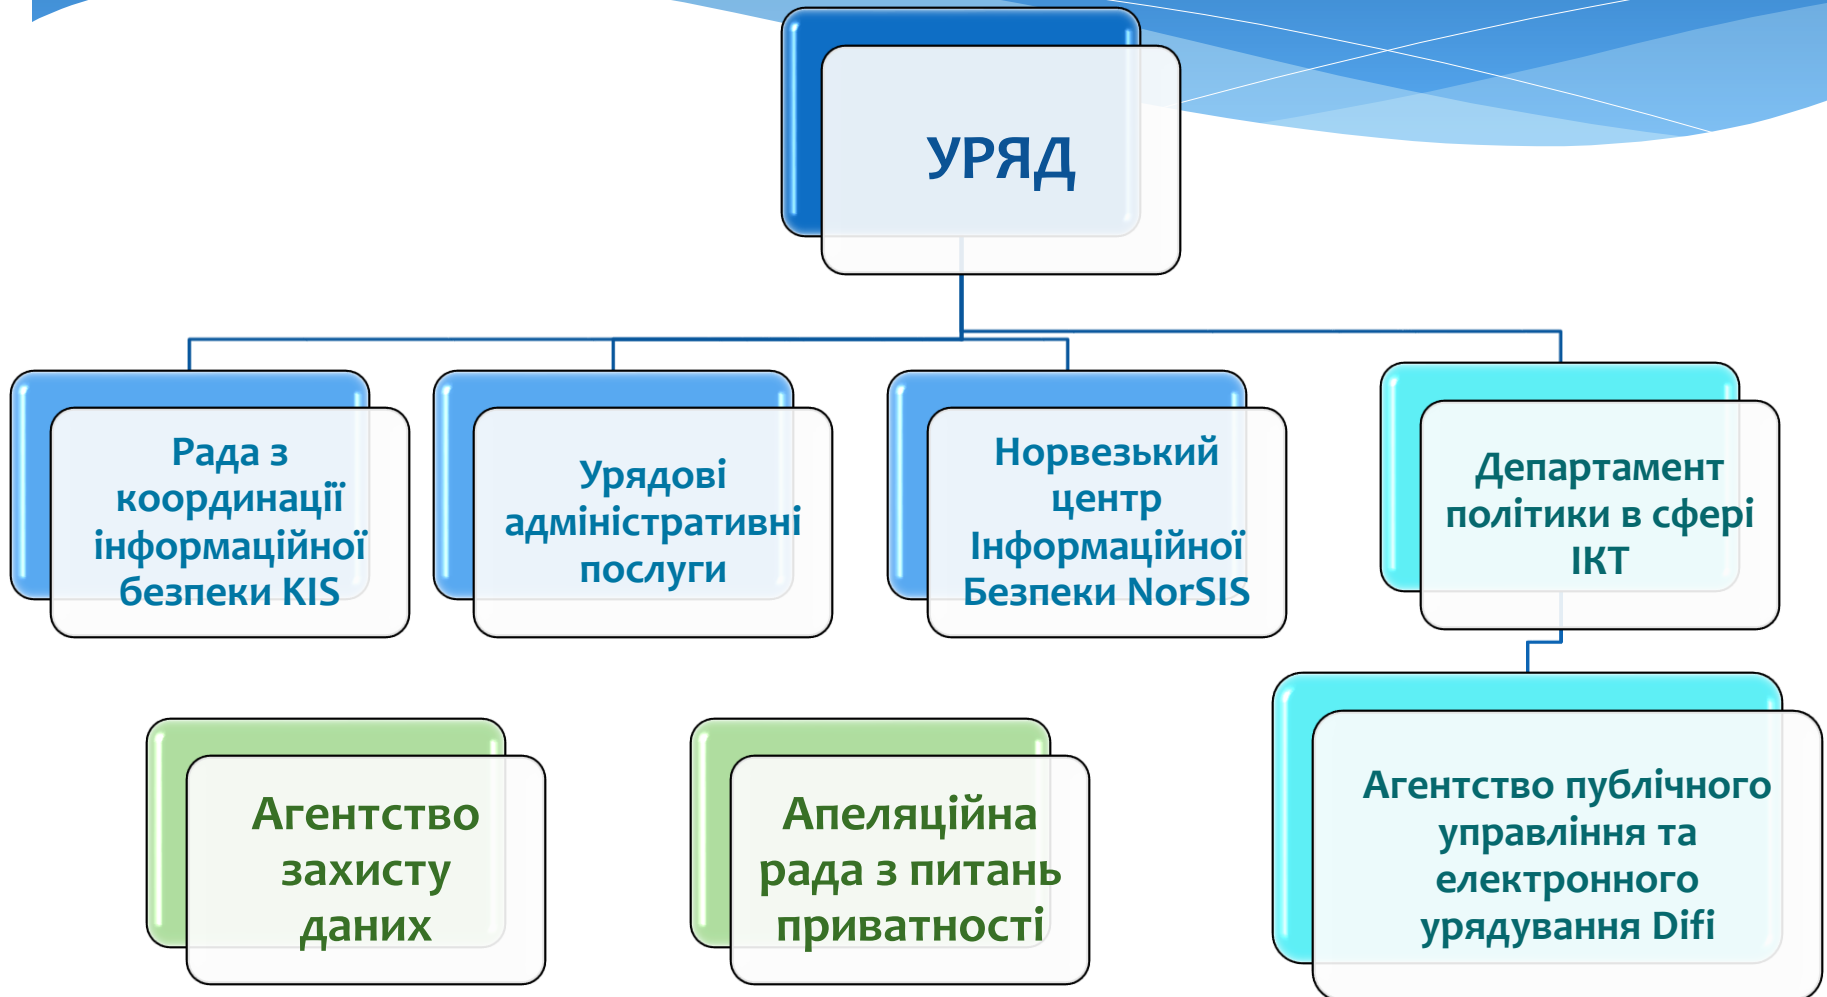 УРЯД
Рада з
координації
інформаційної
безпеки KIS
Урядові
адміністративні
послуги
Норвезький
центр
Інформаційної
Безпеки NorSIS
Департамент
політики в сфері
ІКТ
Агентство
захисту
даних
Апеляційна
рада з питань
приватності
Агентство публічного
управління та
електронного
урядування Difi